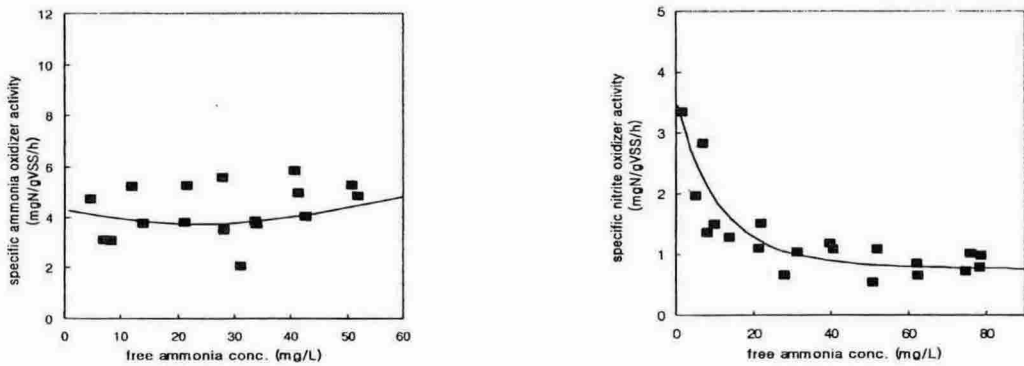 12
10
8
6
4
2
0
specific ammonia oxidizer activity
(mgN/gVSS/h)
0 10 20 30 40 50 60
free ammonia conc. (mg/L)
5
4
3
2
1
0
specific nitrite oxidizer activity
(mgN/gVSS/h)
0 20 40 60 80
free ammonia conc. (mg/L)